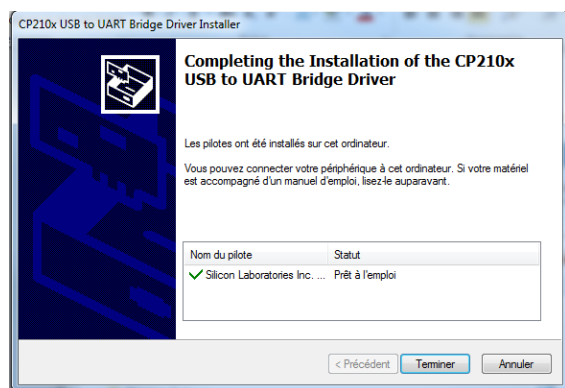 CP210x USB to UART Bridge Driver Installer
Completing the Installation of the CP210x
USB to UART Bridge Driver
Les pilotes ont été installés sur cet ordinateur.
Vous pouvez connecter votre périphérique à cet ordinateur. Si votre matériel
est accompagné d'un manuel d'emploi, lisez-le auparavant.
Nom du pilote Statut
Silicon Laboratories Inc. ... Prêt à l'emploi
< Précédent Terminer Annuler